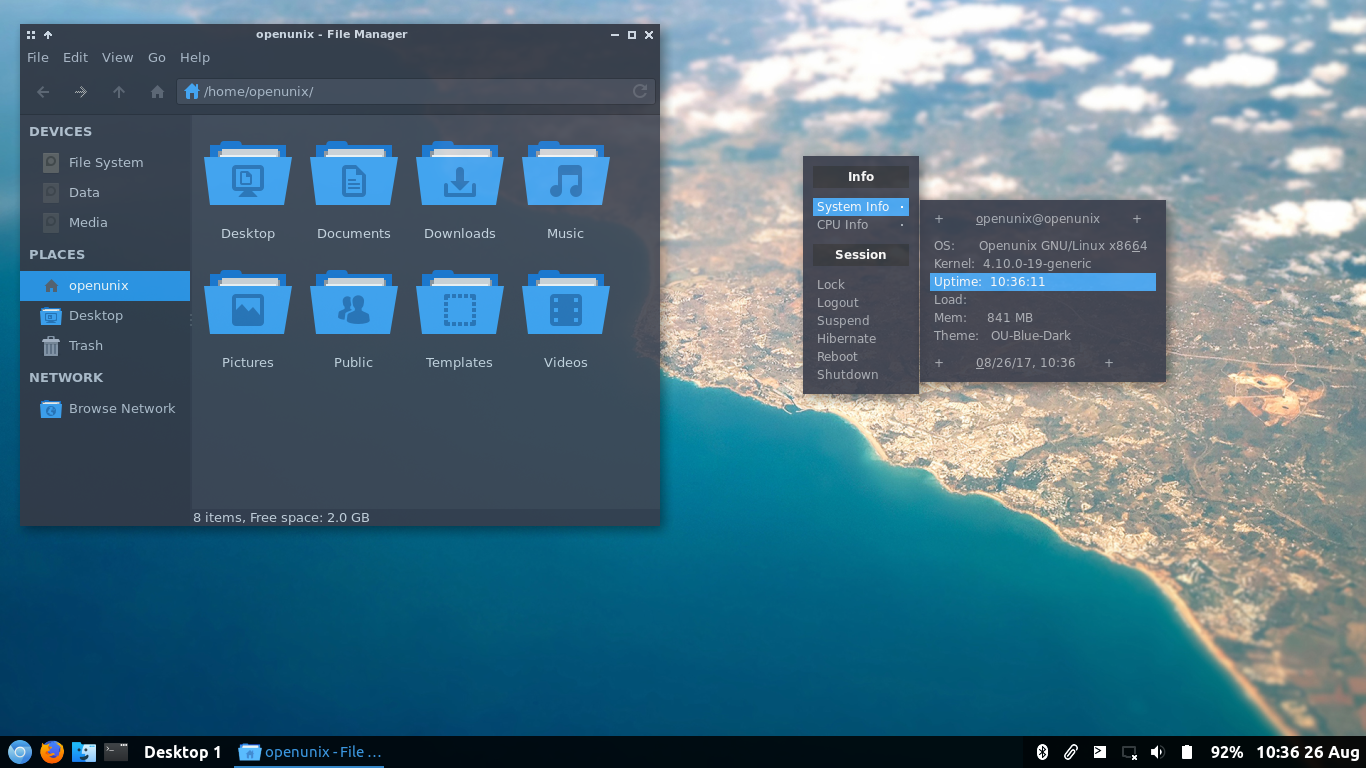 openunix - File Manager
File Edit View Go Help
/home/openunix/
DEVICES
File System
Data
Media
PLACES
openunix
Desktop
Trash
NETWORK
Browse Network
Desktop Documents Downloads Music
Pictures Public Templates Videos
8 items, Free space: 2.0 GB
Info
System Info
CPU Info
Session
Lock
Logout
Suspend
Hibernate
Reboot
Shutdown
+ openunix@openunix +
OS: Openunix GNU/Linux x8664
Kernel: 4.10.0-19-generic
Uptime: 10:36:11
Load:
Mem: 841 MB
Theme: OU-Blue-Dark
+ 08/26/17, 10:36 +
Desktop 1 openunix - File ... 92% 10:36 26 Aug